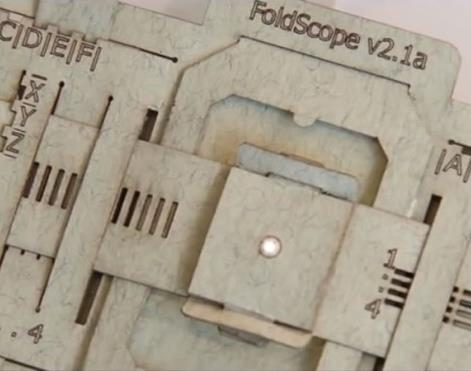 FoldScope v2.1a
C|D|E|F|
X
Y
Z
|A|
1
:
4
. . 4